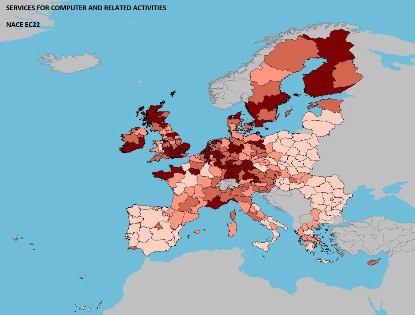 SERVICES FOR COMPUTER AND RELATED ACTIVITIES
NACE EC22